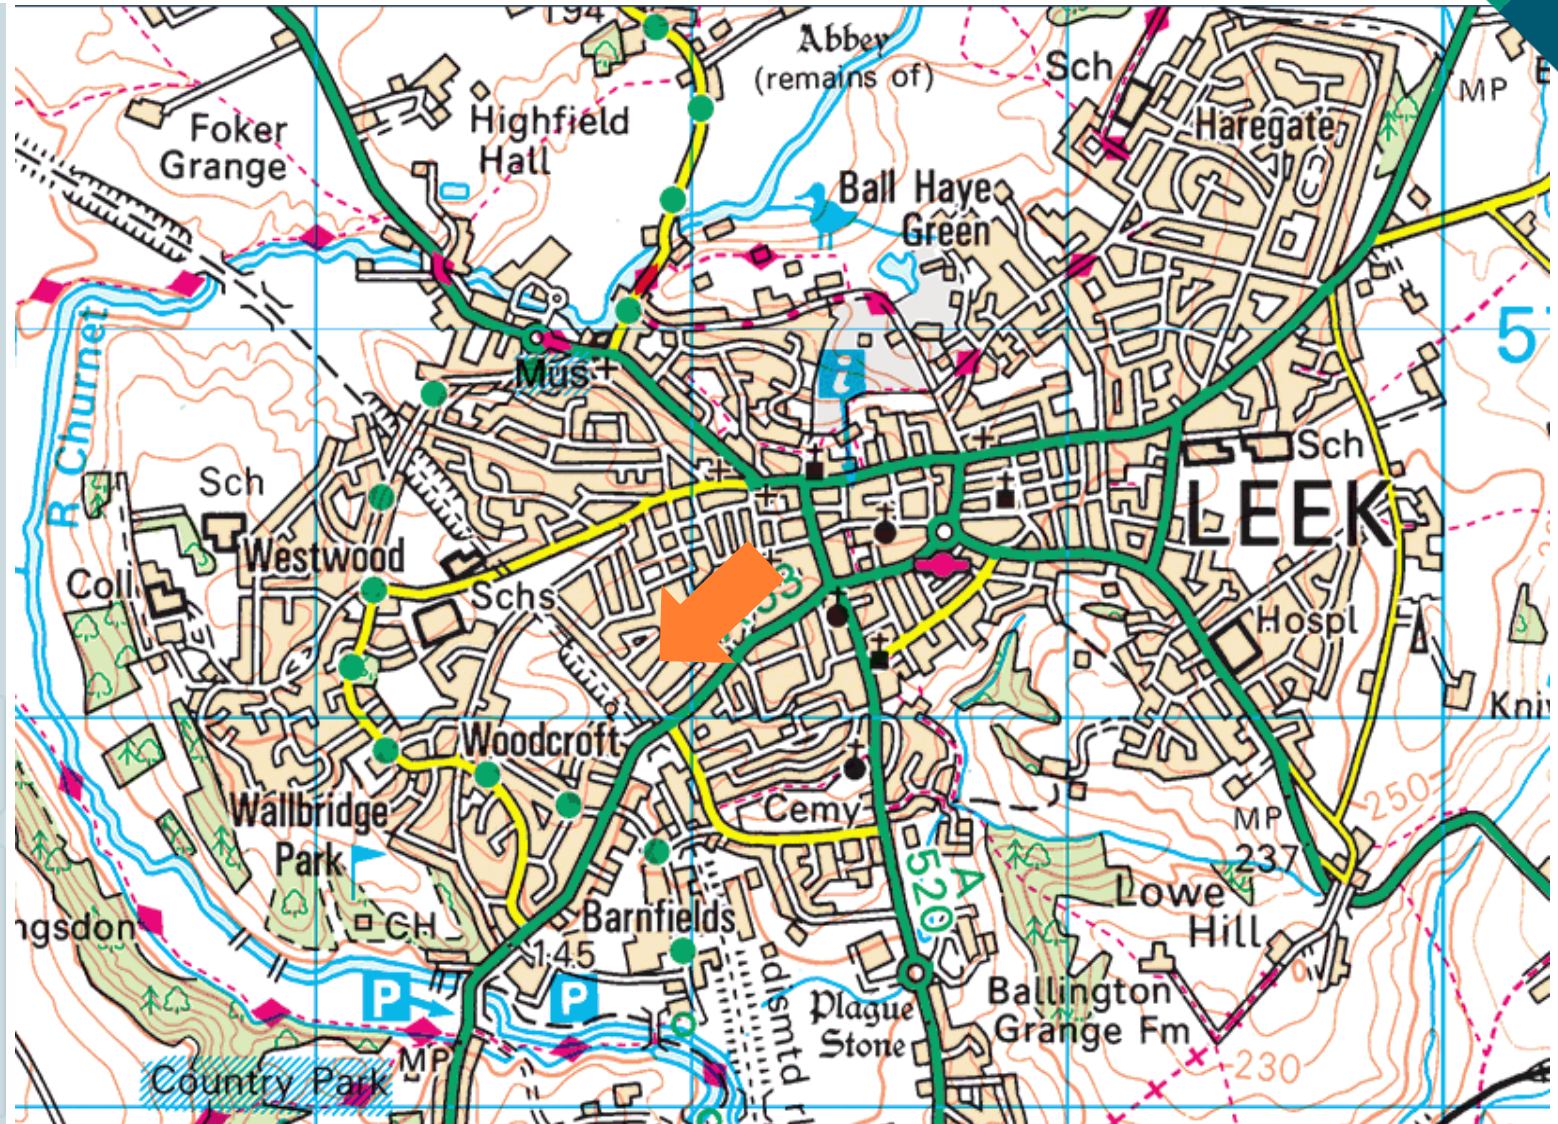 194
Abbey
(remains of)
Sch
MP
Foker
Grange
Highfield
Hall
Haregate
Ball Haye
Green
R Churnet
Mus
i
Sch
Sch
LEEK
Westwood
Coll
Schs
Hospl
Woodcroft
Wallbridge
Park
Cemy
MP
237
250
A 520
Lowe
Hill
CH
Barnfields
145
P
P
dismtd
Plague
Stone
Ballington
Grange Fm
230
MP
Country Park